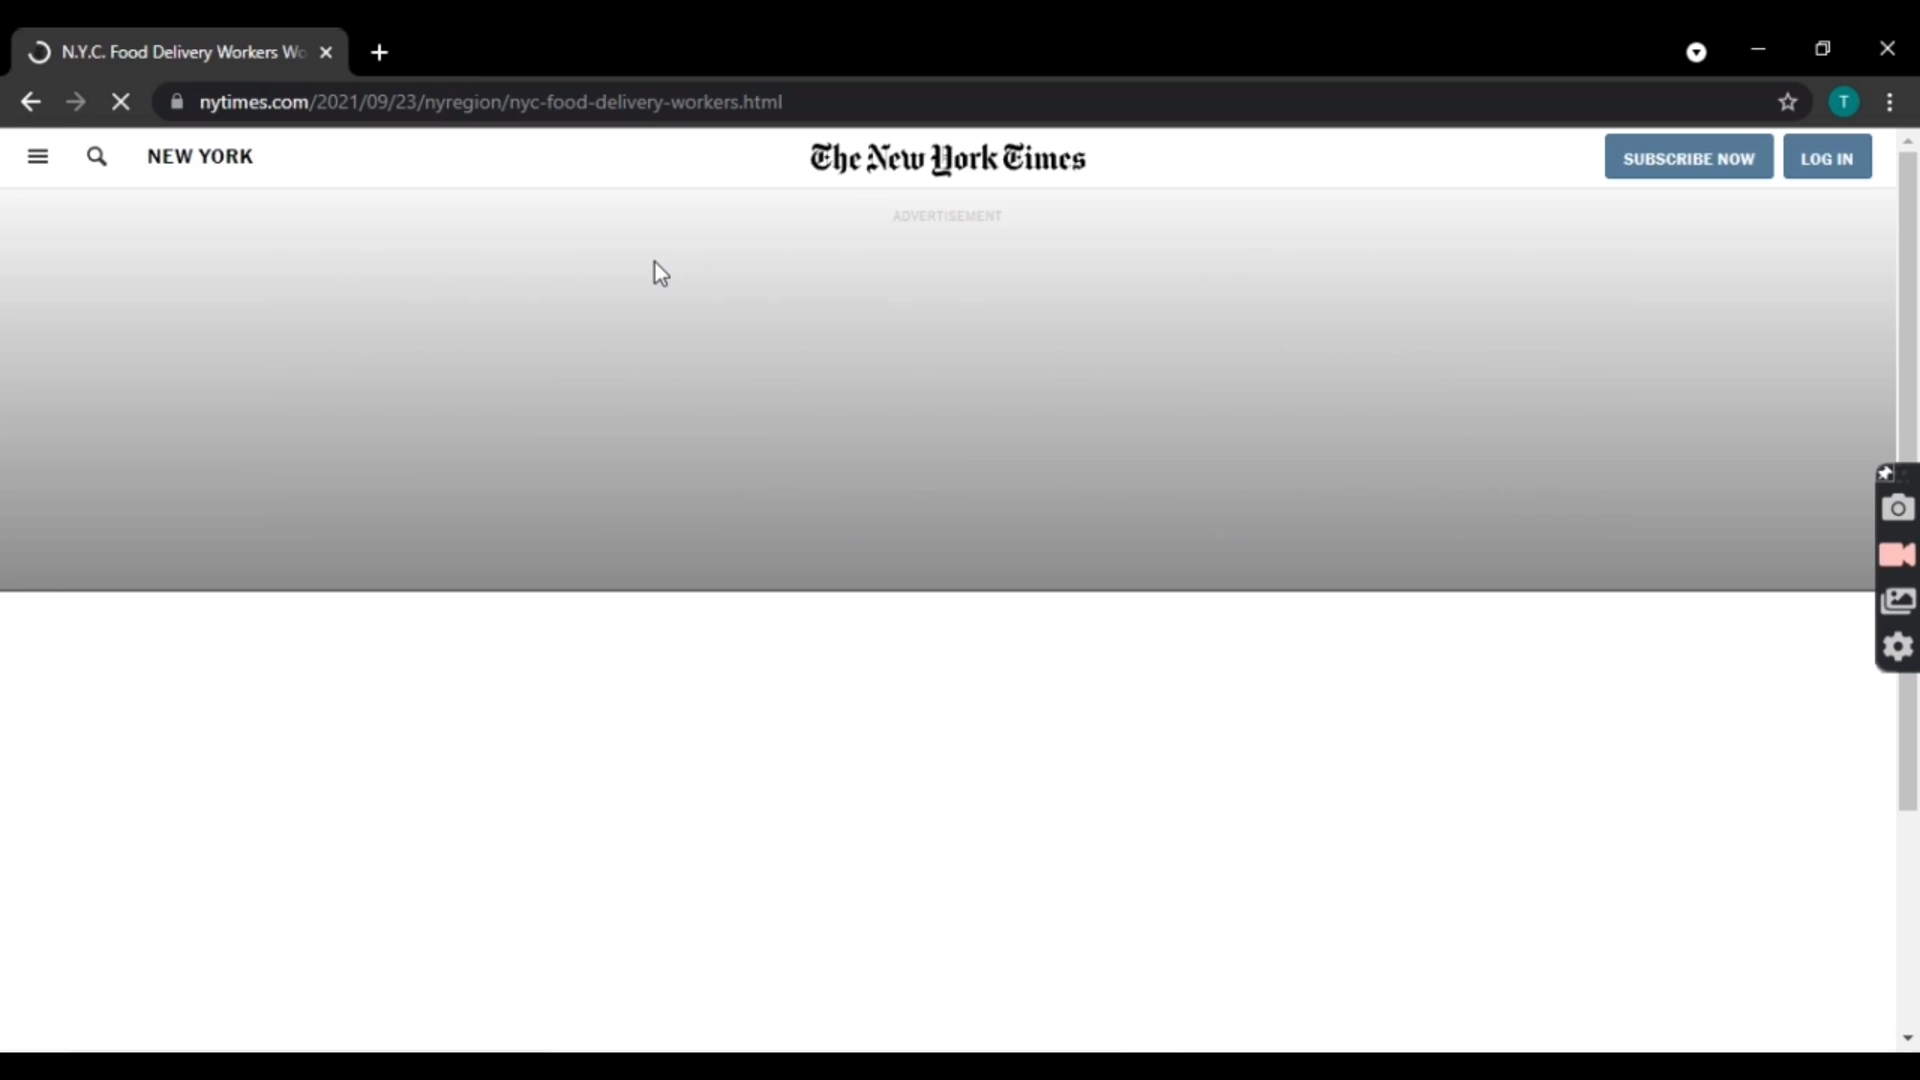 N.Y.C. Food Delivery Workers Wo
nytimes.com/2021/09/23/nyregion/nyc-food-delivery-workers.html
T
NEW YORK
The New York Times
SUBSCRIBE NOW
LOG IN
ADVERTISEMENT